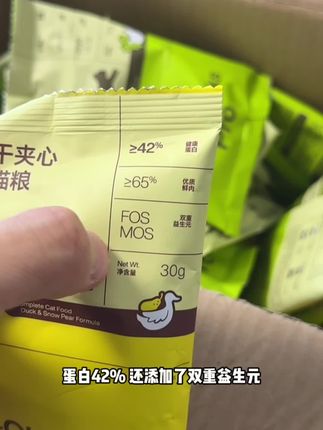 干夹心
猫粮
≥42% 健康
蛋白
≥65% 优质
鲜肉
FOS 双重
MOS 益生元
Net Wt.
净含量 30g
Complete Cat Food
Duck & Snow Pear Formula
蛋白42% 还添加了双重益生元